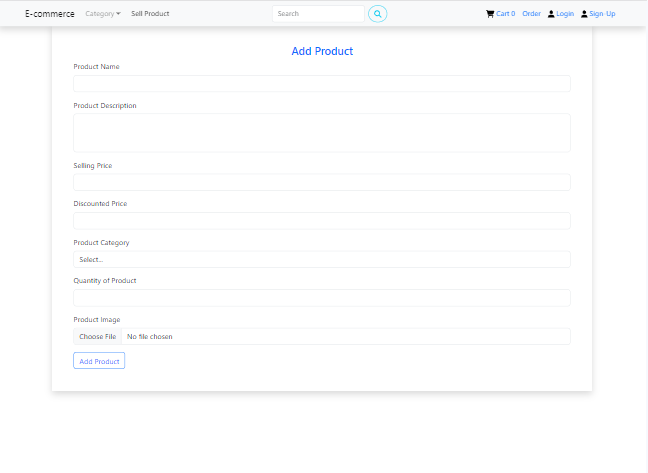 E-commerce Category Sell Product Search Cart 0 Order Login Sign-Up
Add Product
Product Name
Product Description
Selling Price
Discounted Price
Product Category
Select...
Quantity of Product
Product Image
Choose File No file chosen
Add Product